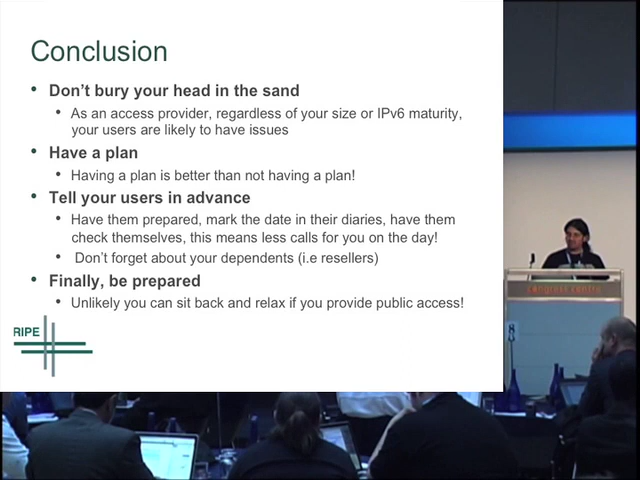 Conclusion
• Don't bury your head in the sand
• As an access provider, regardless of your size or IPv6 maturity,
your users are likely to have issues
• Have a plan
• Having a plan is better than not having a plan!
• Tell your users in advance
• Have them prepared, mark the date in their diaries, have them
check themselves, this means less calls for you on the day!
• Don't forget about your dependents (i.e resellers)
• Finally, be prepared
• Unlikely you can sit back and relax if you provide public access!
RIPE
congress centre